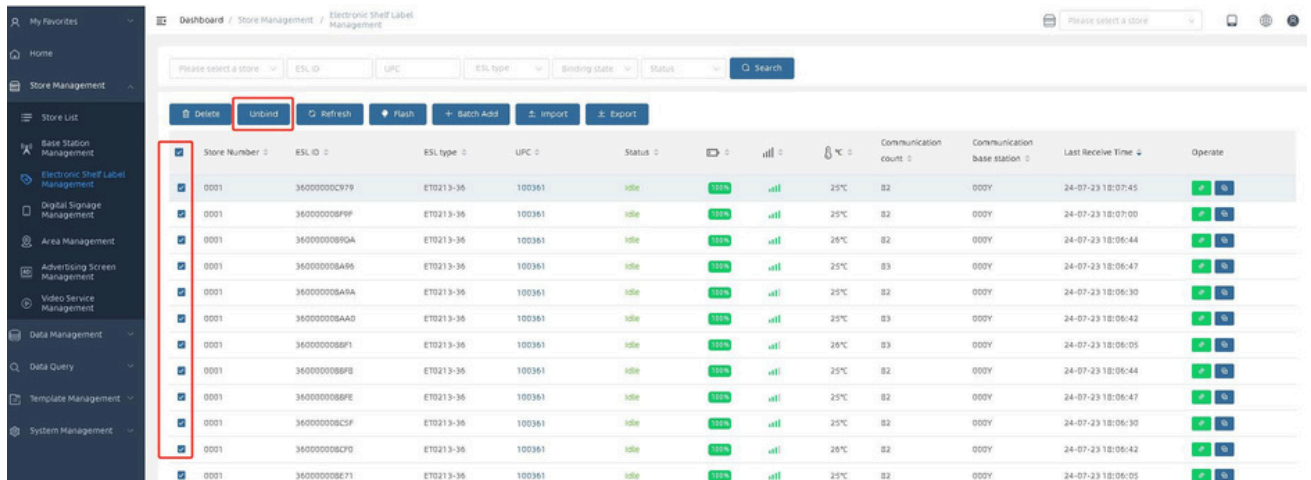 My Favorites
Dashboard / Store Management / Electronic Shelf Label Management
Please select a store
Home
Store Management
Store List
Base Station Management
Electronic Shelf Label Management
Digital Signage Management
Area Management
Advertising Screen Management
Video Service Management
Data Management
Data Query
Template Management
System Management
Please select a store ESL ID UPC ESL type Binding state Status Search
Delete Unbind Refresh Flash + Batch Add Import Export
Store Number ESL ID ESL type UPC Status ℃ Communication count Communication base station Last Receive Time Operate
0001 36000000C979 ET0213-36 100361 Idle 100% 25℃ 82 000Y 24-07-23 18:07:45
0001 ET0213-36 100361 Idle 100% 25℃ 82 000Y 24-07-23 18:07:00
0001 ET0213-36 100361 Idle 100% 26℃ 82 000Y 24-07-23 18:06:44
0001 360000008A96 ET0213-36 100361 Idle 100% 25℃ 83 000Y 24-07-23 18:06:47
0001 360000008A9A ET0213-36 100361 Idle 100% 25℃ 82 000Y 24-07-23 18:06:30
0001 360000008AAD ET0213-36 100361 Idle 100% 25℃ 83 000Y 24-07-23 18:06:42
0001 ET0213-36 100361 Idle 100% 26℃ 83 000Y 24-07-23 18:06:05
0001 ET0213-36 100361 Idle 100% 25℃ 82 000Y 24-07-23 18:06:44
0001 ET0213-36 100361 Idle 100% 25℃ 82 000Y 24-07-23 18:06:47
0001 360000008C5F ET0213-36 100361 Idle 100% 25℃ 82 000Y 24-07-23 18:06:30
0001 360000008CF0 ET0213-36 100361 Idle 100% 26℃ 82 000Y 24-07-23 18:06:42
0001 360000008E71 ET0213-36 100361 Idle 100% 25℃ 82 000Y 24-07-23 18:06:05